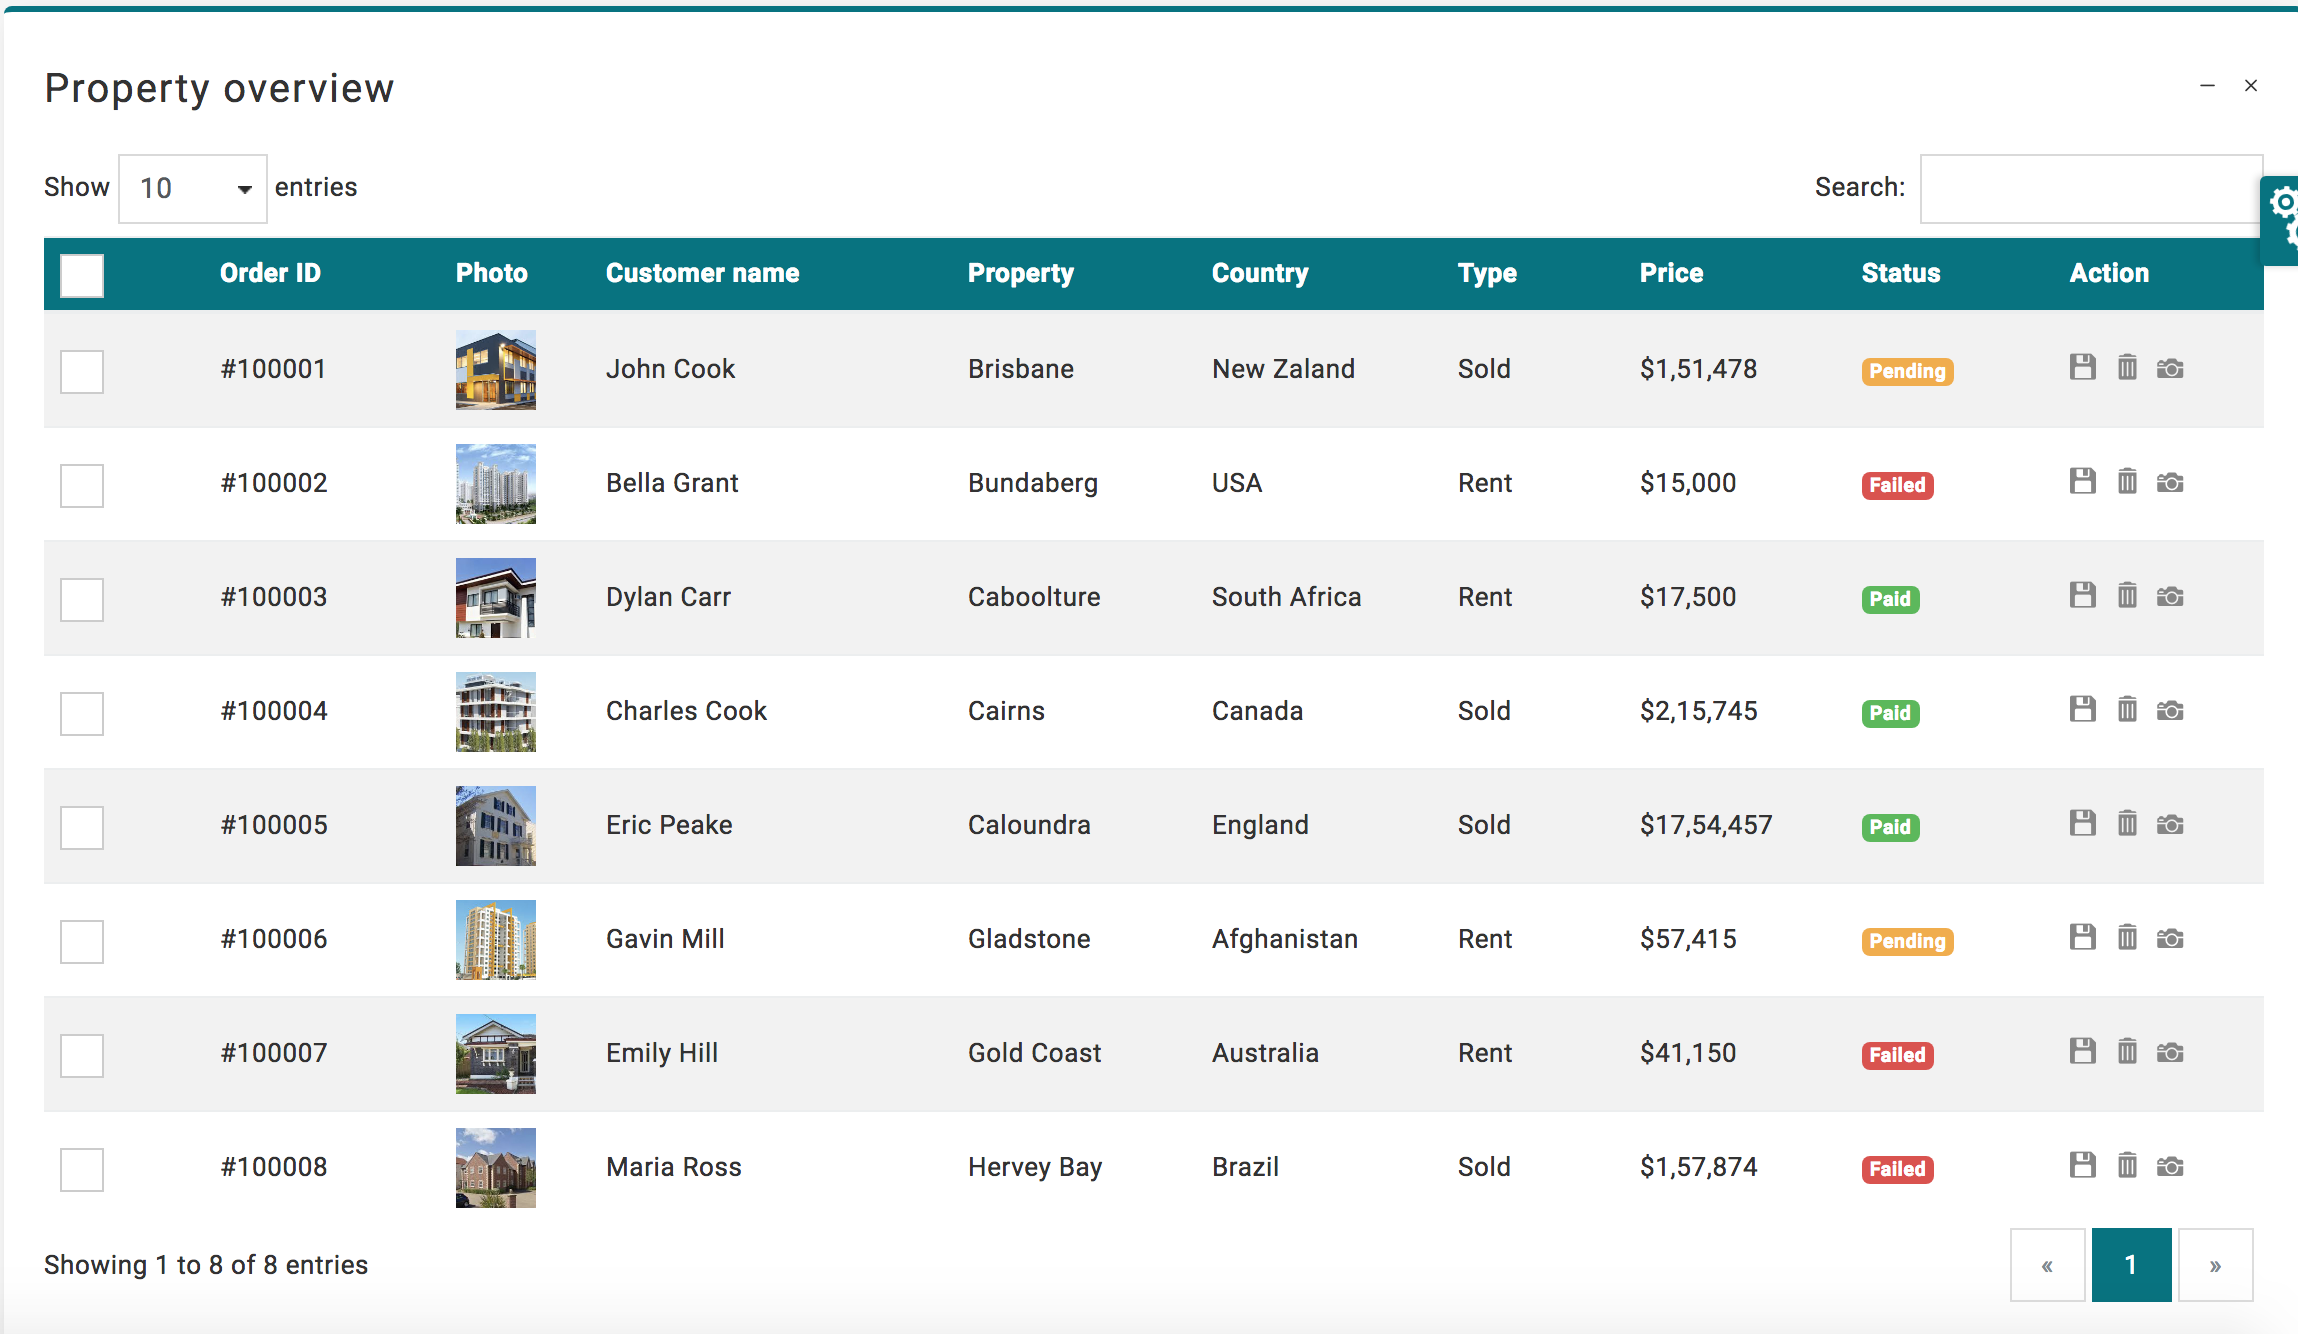 Property overview
Show 10 entries
Search:
Order ID Photo Customer name Property Country Type Price Status Action
#100001 John Cook Brisbane New Zaland Sold $1,51,478 Pending
#100002 Bella Grant Bundaberg USA Rent $15,000 Failed
#100003 Dylan Carr Caboolture South Africa Rent $17,500 Paid
#100004 Charles Cook Cairns Canada Sold $2,15,745 Paid
#100005 Eric Peake Caloundra England Sold $17,54,457 Paid
#100006 Gavin Mill Gladstone Afghanistan Rent $57,415 Pending
#100007 Emily Hill Gold Coast Australia Rent $41,150 Failed
#100008 Maria Ross Hervey Bay Brazil Sold $1,57,874 Failed
Showing 1 to 8 of 8 entries
« 1 »